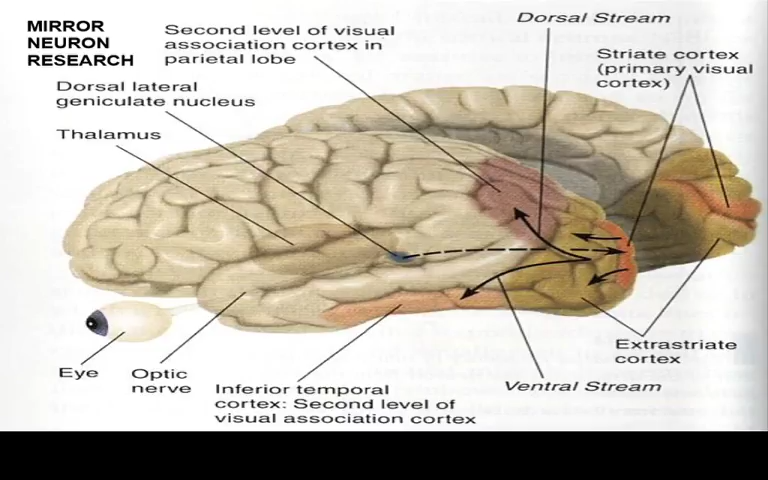 MIRROR
NEURON
RESEARCH
Second level of visual
association cortex in
parietal lobe
Dorsal Stream
Striate cortex
(primary visual
cortex)
Dorsal lateral
geniculate nucleus
Thalamus
Eye
Optic
nerve
Inferior temporal
cortex: Second level of
visual association cortex
Ventral Stream
Extrastriate
cortex